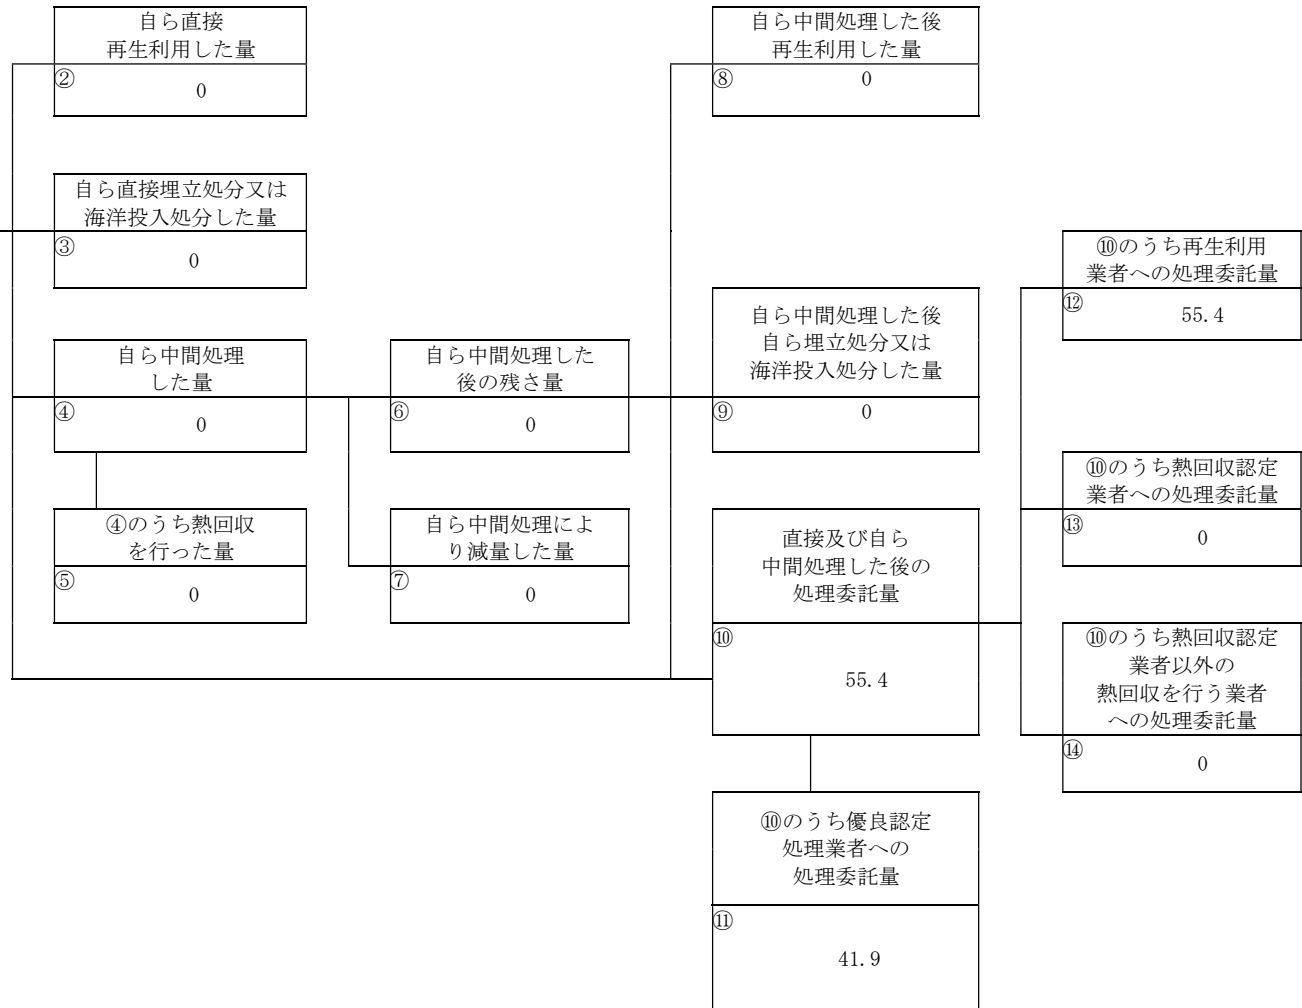 自ら直接
再生利用した量
②
0
自ら中間処理した後
再生利用した量
⑧
0
自ら直接埋立処分又は
海洋投入処分した量
③
0
⑩のうち再生利用
業者への処理委託量
⑫
55.4
自ら中間処理した後
自ら埋立処分又は
海洋投入処分した量
⑨
0
自ら中間処理
した量
④
0
自ら中間処理した
後の残さ量
⑥
0
⑩のうち熱回収認定
業者への処理委託量
⑬
0
④のうち熱回収
を行った量
⑤
0
自ら中間処理によ
り減量した量
⑦
0
直接及び自ら
中間処理した後の
処理委託量
⑩
55.4
⑩のうち熱回収認定
業者以外の
熱回収を行う業者
への処理委託量
⑭
0
⑩のうち優良認定
処理業者への
処理委託量
⑪
41.9